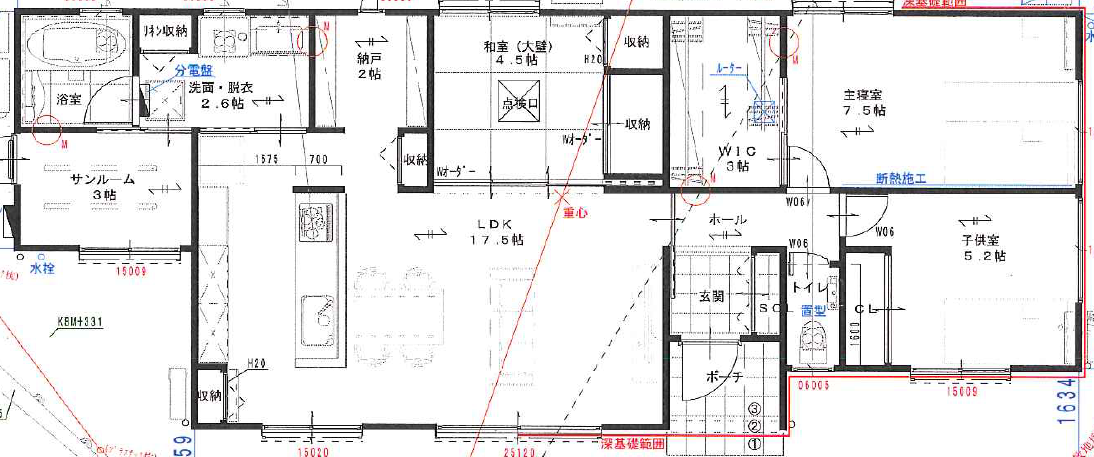 深基礎範囲
リネン収納
M
分電盤
洗面・脱衣
2.6帖
浴室
M
納戸
2帖
和室（大壁）
4.5帖
点検口
収納
H20
収納
Wオーダー
Wオーダー
収納
ルーター
WIC
3帖
M
M
主寝室
7.5帖
断熱施工
サンルーム
3帖
1575
700
LDK
17.5帖
重心
ホール
W06
W06
W06
子供室
5.2帖
15009
水栓
KBM+331
玄関
SCL
トイレ
置型
CL
1600
H20
収納
ポーチ
③
②
①
06005
15009
1634
深基礎範囲
59
15020
25120